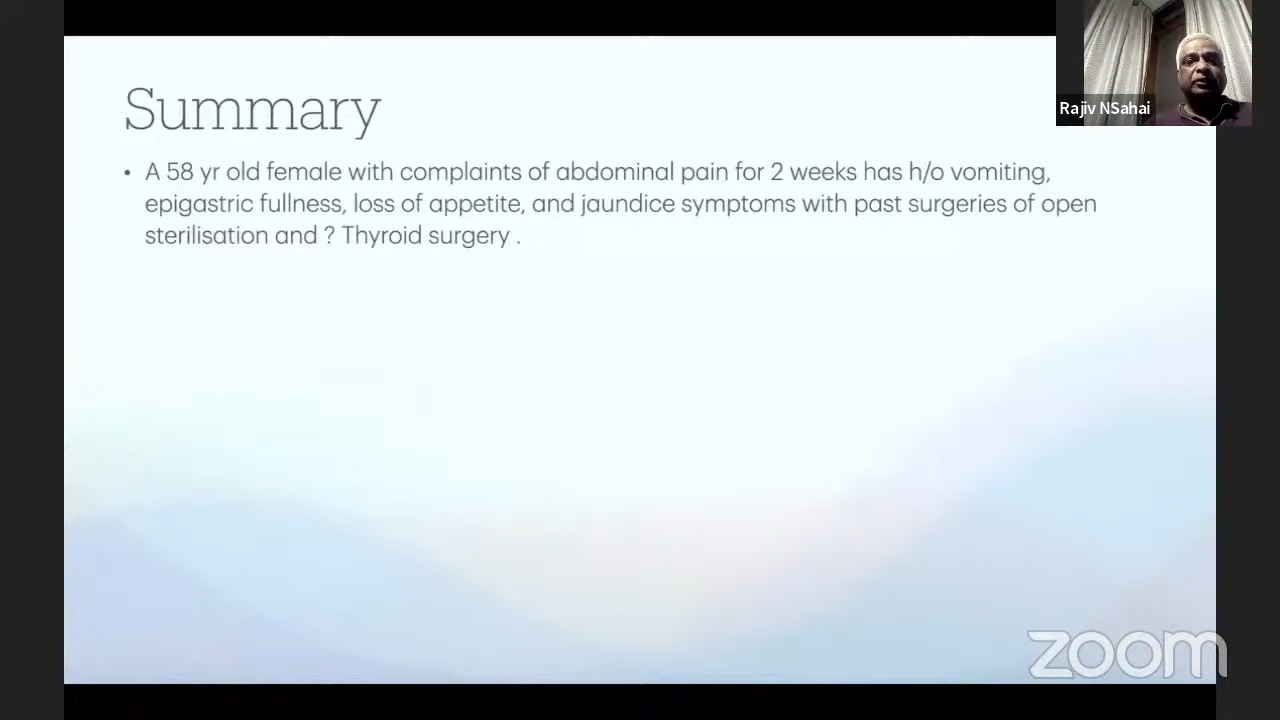 Rajiv NSahai
Summary
• A 58 yr old female with complaints of abdominal pain for 2 weeks has h/o vomiting,
epigastric fullness, loss of appetite, and jaundice symptoms with past surgeries of open
sterilisation and ? Thyroid surgery .
zoom